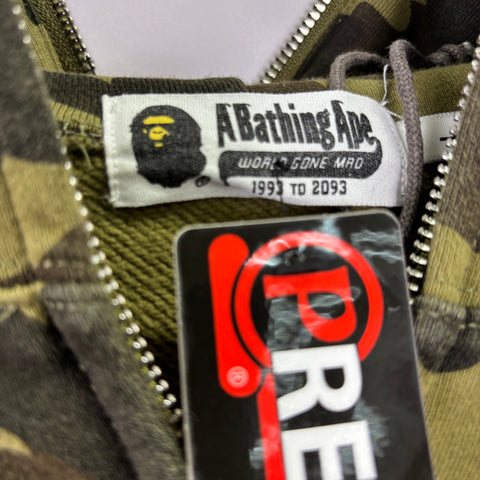 A Bathing Ape
WORLD GONE MAD
1993 TO 2093
PRE